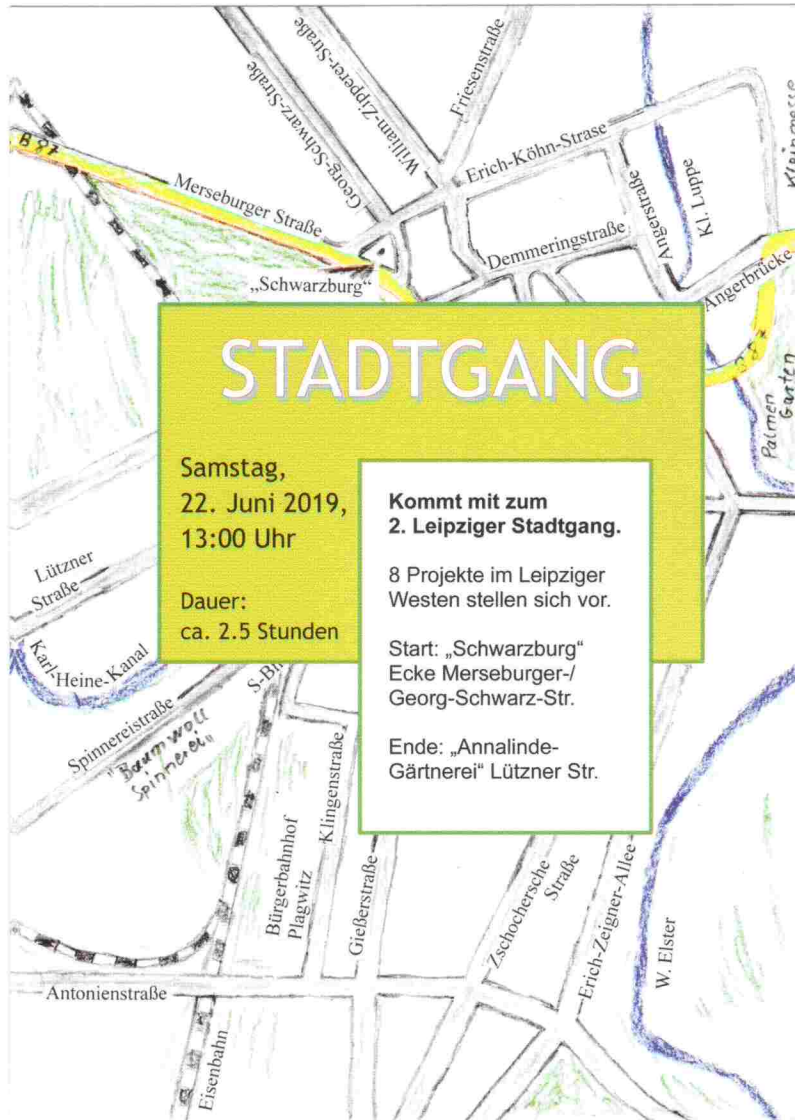 Georg-Schwarz-Straße
William-Zipperer-Straße
Friesenstraße
Kleinmesse
B 87
Merseburger Straße
Erich-Köhn-Strase
Angerstraße
Kl. Luppe
Demmeringstraße
Angerbrücke
„Schwarzburg“
STADTGANG
Palmen
Garten
Samstag,
22. Juni 2019,
13:00 Uhr
Dauer:
ca. 2.5 Stunden
Kommt mit zum
2. Leipziger Stadtgang.
8 Projekte im Leipziger
Westen stellen sich vor.
Start: „Schwarzburg“
Ecke Merseburger-/
Georg-Schwarz-Str.
Ende: „Annalinde-
Gärtnerei“ Lützner Str.
Lützner
Straße
Karl-Heine-Kanal
Spinnereistraße
"Baumwoll
Spinnerei"
Bürgerbahnhof
Plagwitz
Klingenstraße
Gießerstraße
Zschochersche
Straße
Erich-Zeigner-Allee
W. Elster
Antonienstraße
Eisenbahn